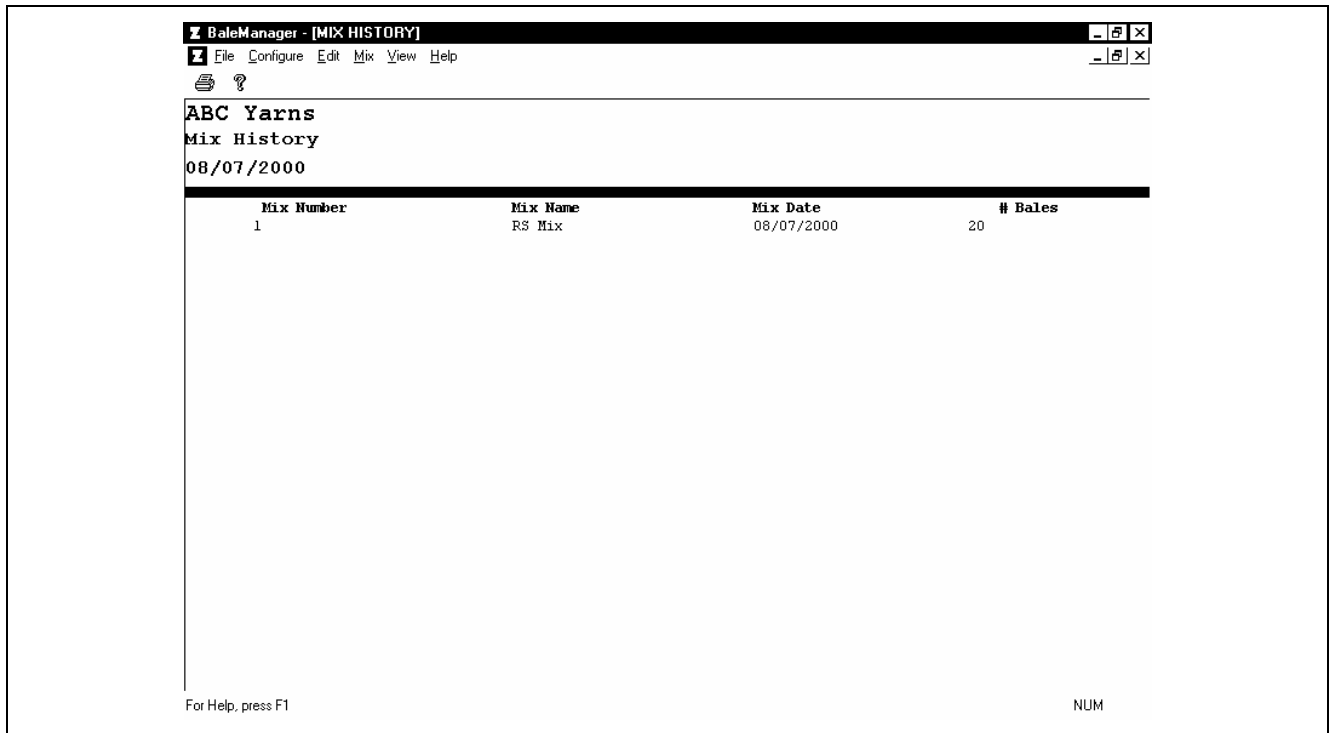 Z BaleManager - [MIX HISTORY]
Z File Configure Edit Mix View Help
ABC Yarns
Mix History
08/07/2000
Mix Number Mix Name Mix Date # Bales
1 RS Mix 08/07/2000 20
For Help, press F1 NUM